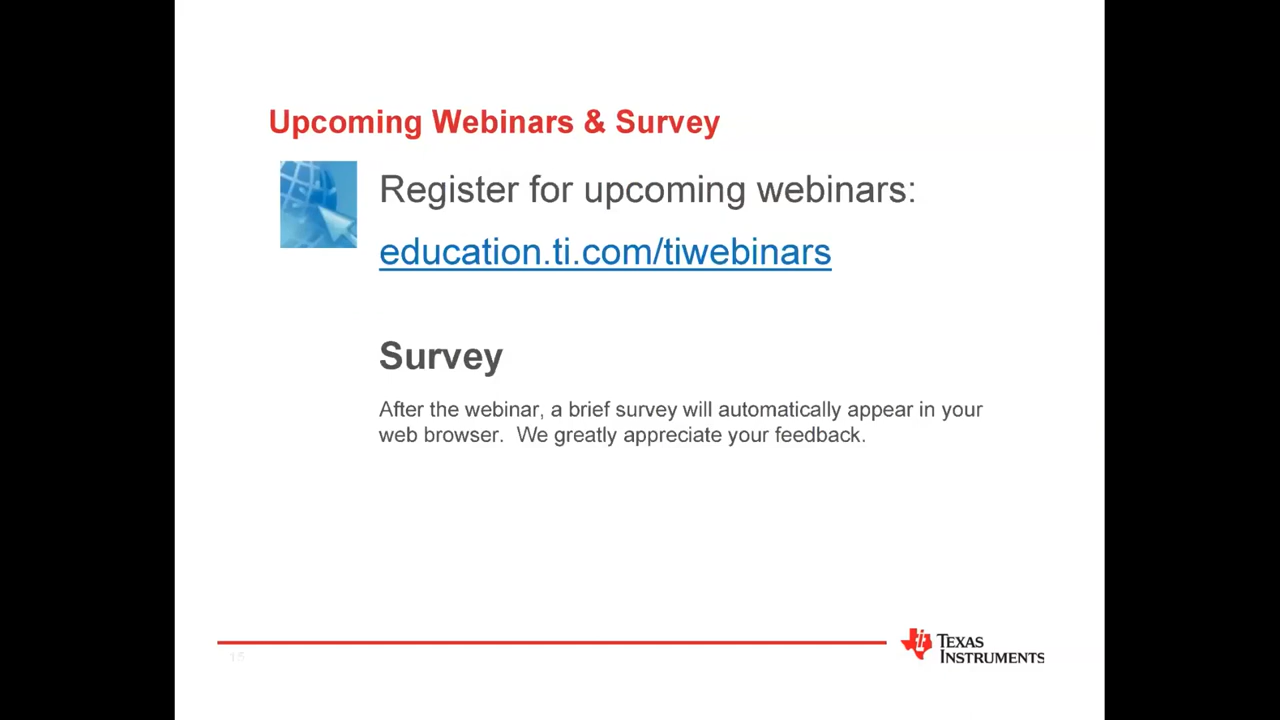 Upcoming Webinars & Survey
Register for upcoming webinars:
education.ti.com/tiwebinars
Survey
After the webinar, a brief survey will automatically appear in your
web browser.  We greatly appreciate your feedback.
15
TEXAS
INSTRUMENTS